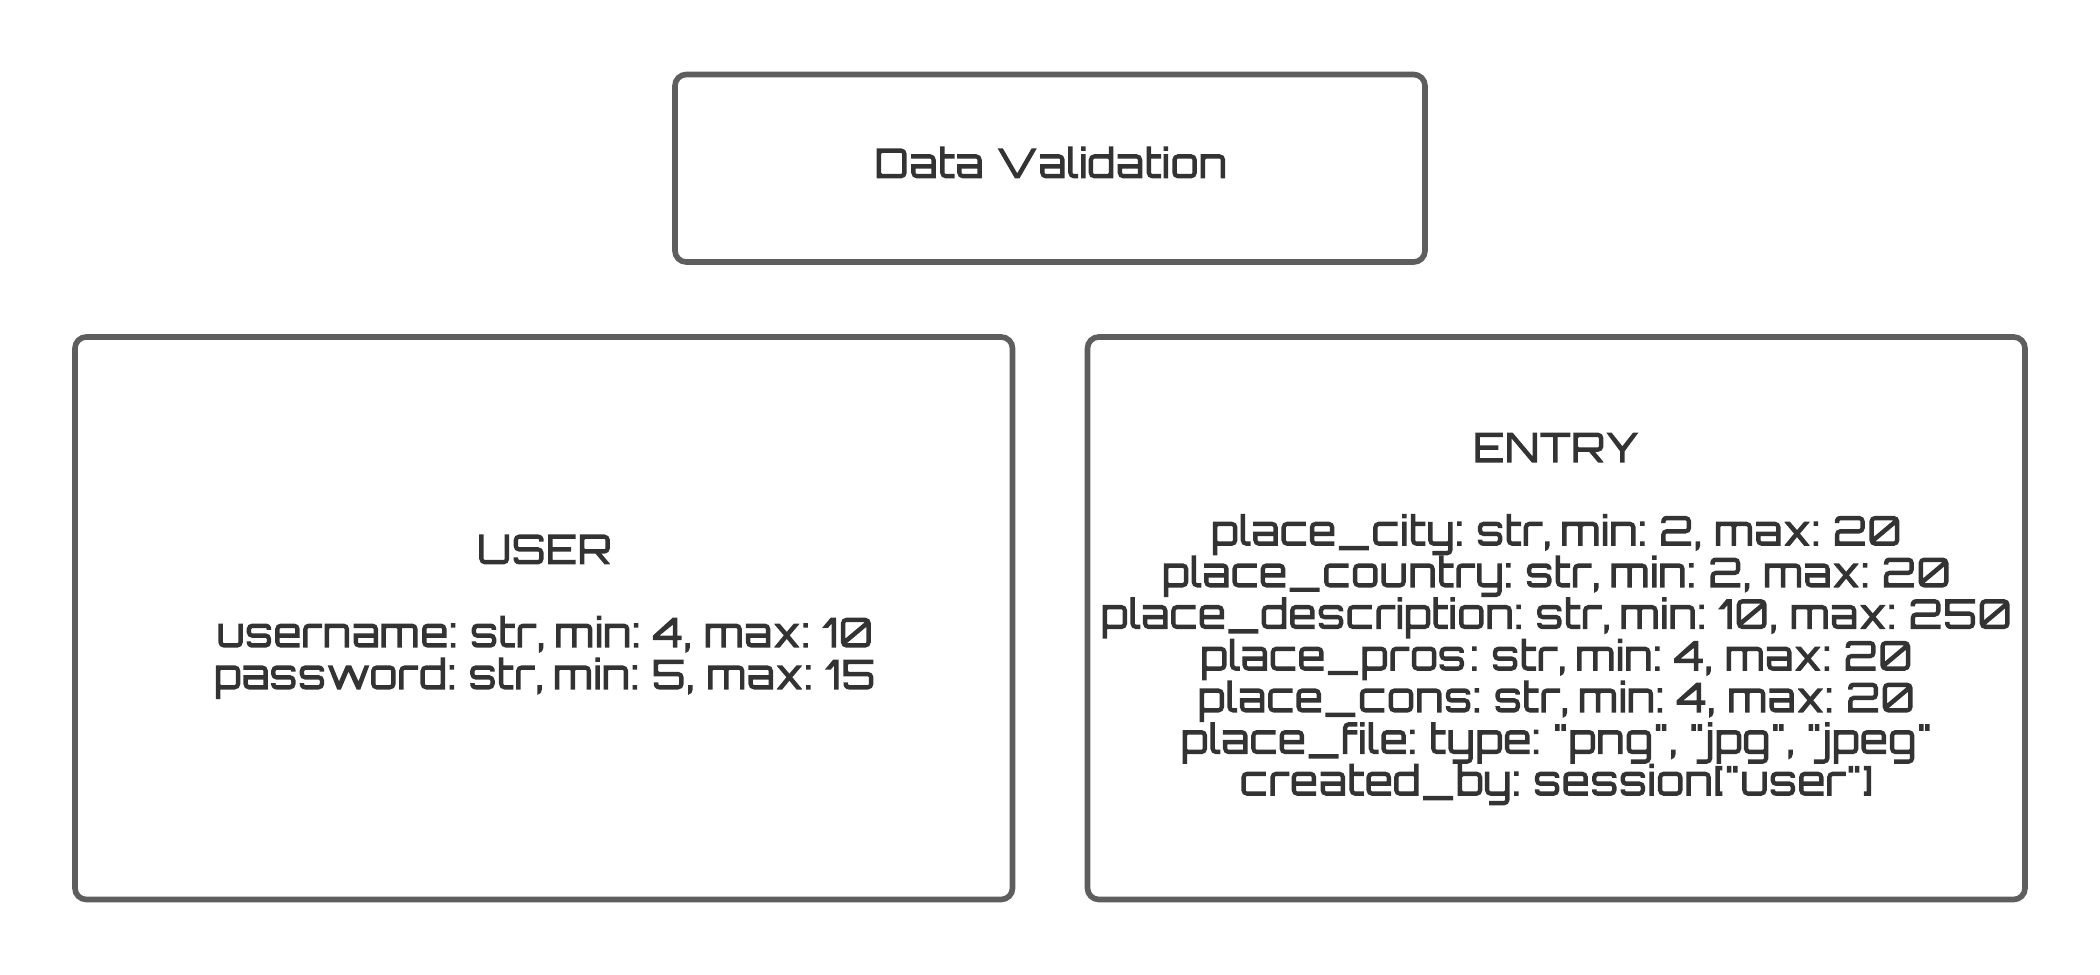 Data Validation
USER
username: str, min: 4, max: 10
password: str, min: 5, max: 15
ENTRY
place_city: str, min: 2, max: 20
place_country: str, min: 2, max: 20
place_description: str, min: 10, max: 250
place_pros: str, min: 4, max: 20
place_cons: str, min: 4, max: 20
place_file: type: "png", "jpg", "jpeg"
created_by: session["user"]